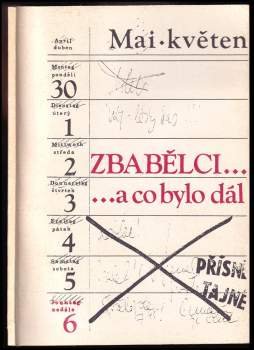 April
duben
Mai·květen
Montag
pondělí
30
Dienstag
úterý
1
Mittwoch
středa
2
ZBABĚLCI...
Donnerstag
čtvrtek
3
...a co bylo dál
Freitag
pátek
4
Samstag
sobota
5
PŘÍSNĚ
TAJNÉ
Sonntag
neděle
6